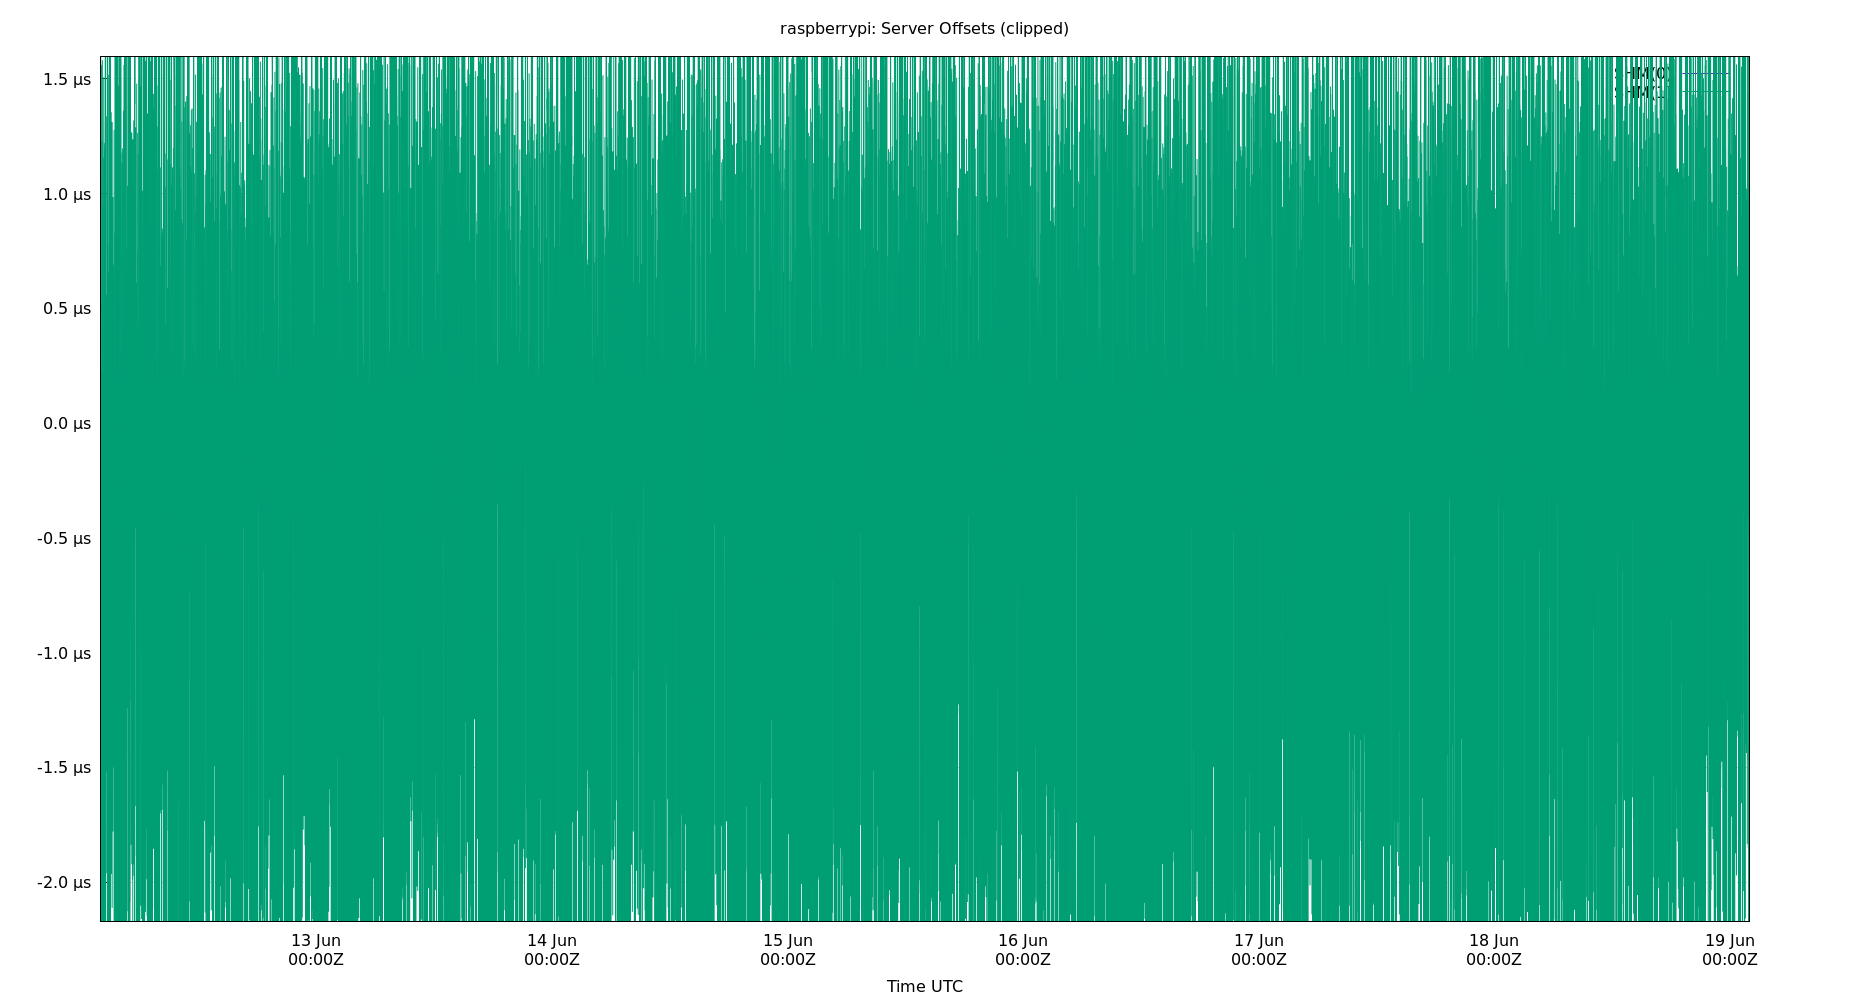 raspberrypi: Server Offsets (clipped)
SHM(0)
1.5 μs
1.0 μs
0.5 μs
0.0 μs
-0.5 μs
-1.0 μs
-1.5 μs
-2.0 μs
13 Jun 14 Jun 15 Jun 16 Jun 17 Jun 18 Jun 19 Jun
00:00Z 00:00Z 00:00Z 00:00Z 00:00Z 00:00Z 00:00Z
Time UTC